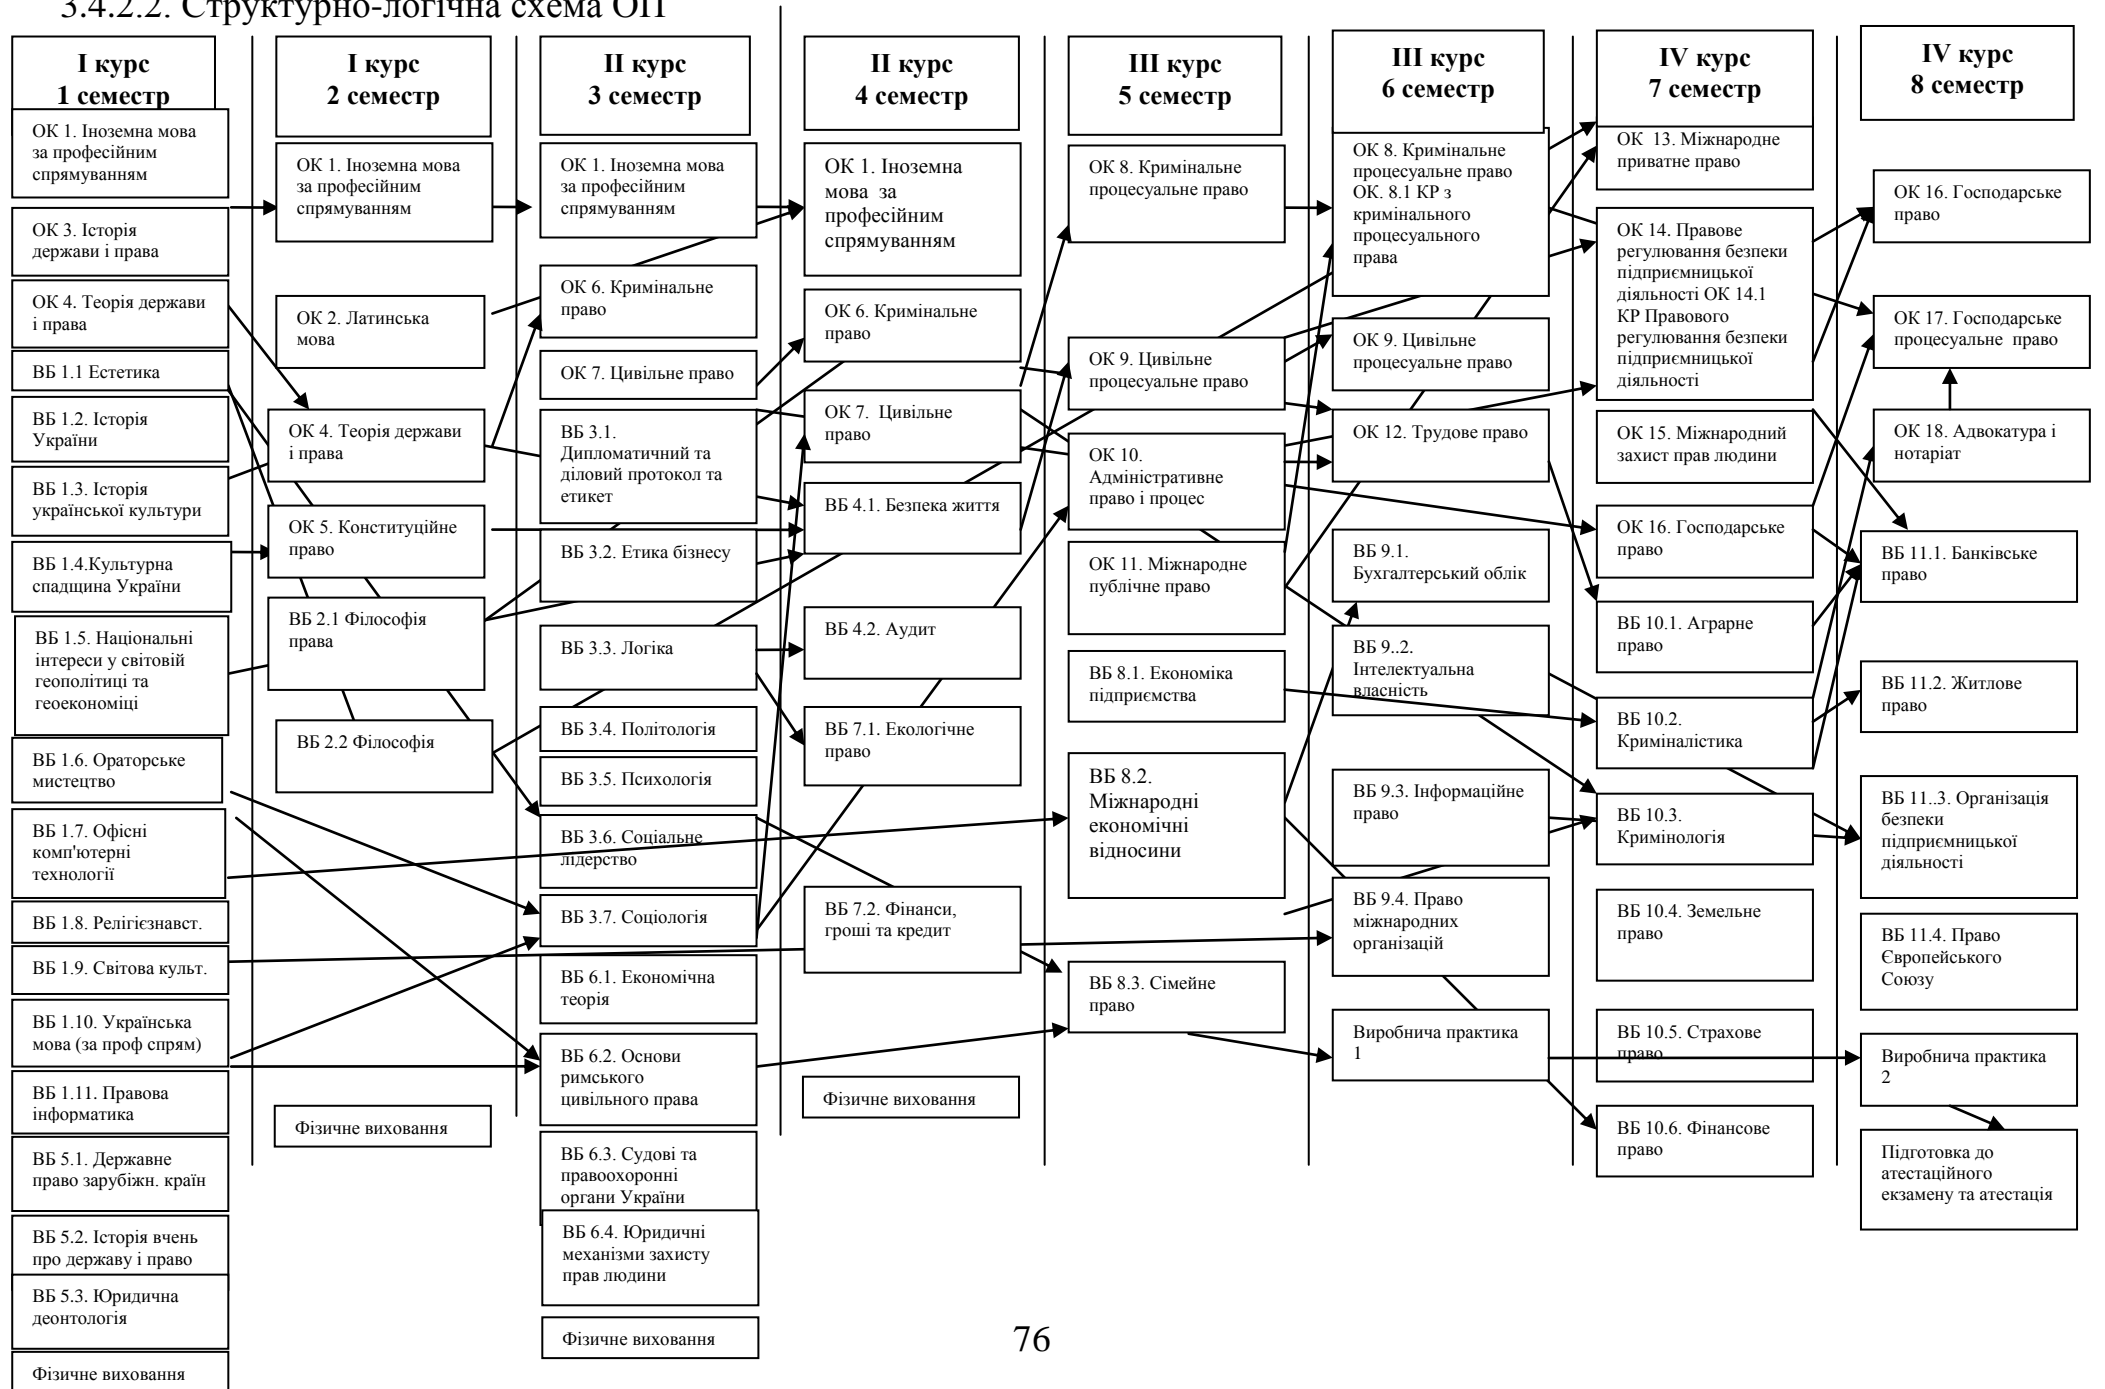 3.4.2.2. Структурно-логічна схема ОП
І курс
1 семестр
ОК 1. Іноземна мова
за професійним
спрямуванням
ОК 3. Історія
держави і права
ОК 4. Теорія держави
і права
ВБ 1.1 Естетика
ВБ 1.2. Історія
України
ВБ 1.3. Історія
української культури
ВБ 1.4.Культурна
спадщина України
ВБ 1.5. Національні
інтереси у світовій
геополітиці та
геоекономіці
ВБ 1.6. Ораторське
мистецтво
ВБ 1.7. Офісні
комп'ютерні
технології
ВБ 1.8. Релігієзнавст.
ВБ 1.9. Світова культ.
ВБ 1.10. Українська
мова (за проф спрям)
ВБ 1.11. Правова
інформатика
ВБ 5.1. Державне
право зарубіжн. країн
ВБ 5.2. Історія вчень
про державу і право
ВБ 5.3. Юридична
деонтологія
Фізичне виховання
І курс
2 семестр
ОК 1. Іноземна мова
за професійним
спрямуванням
ОК 2. Латинська
мова
ОК 4. Теорія держави
і права
ОК 5. Конституційне
право
ВБ 2.1 Філософія
права
ВБ 2.2 Філософія
Фізичне виховання
ІІ курс
3 семестр
ОК 1. Іноземна мова
за професійним
спрямуванням
ОК 6. Кримінальне
право
ОК 7. Цивільне право
ВБ 3.1.
Дипломатичний та
діловий протокол та
етикет
ВБ 3.2. Етика бізнесу
ВБ 3.3. Логіка
ВБ 3.4. Політологія
ВБ 3.5. Психологія
ВБ 3.6. Соціальне
лідерство
ВБ 3.7. Соціологія
ВБ 6.1. Економічна
теорія
ВБ 6.2. Основи
римського
цивільного права
ВБ 6.3. Судові та
правоохоронні
органи України
ВБ 6.4. Юридичні
механізми захисту
прав людини
Фізичне виховання
ІІ курс
4 семестр
ОК 1. Іноземна
мова за
професійним
спрямуванням
ОК 6. Кримінальне
право
ОК 7. Цивільне
право
ВБ 4.1. Безпека життя
ВБ 4.2. Аудит
ВБ 7.1. Екологічне
право
ВБ 7.2. Фінанси,
гроші та кредит
Фізичне виховання
ІІІ курс
5 семестр
ОК 8. Кримінальне
процесуальне право
ОК 9. Цивільне
процесуальне право
ОК 10.
Адміністративне
право і процес
ОК 11. Міжнародне
публічне право
ВБ 8.1. Економіка
підприємства
ВБ 8.2.
Міжнародні
економічні
відносини
ВБ 8.3. Сімейне
право
ІІІ курс
6 семестр
ОК 8. Кримінальне
процесуальне право
ОК. 8.1 КР з
кримінального
процесуального
права
ОК 9. Цивільне
процесуальне право
ОК 12. Трудове право
ВБ 9.1.
Бухгалтерський облік
ВБ 9..2.
Інтелектуальна
власність
ВБ 9.3. Інформаційне
право
ВБ 9.4. Право
міжнародних
організацій
Виробнича практика
1
IV курс
7 семестр
ОК 13. Міжнародне
приватне право
ОК 14. Правове
регулювання безпеки
підприємницької
діяльності ОК 14.1
КР Правового
регулювання безпеки
підприємницької
діяльності
ОК 15. Міжнародний
захист прав людини
ОК 16. Господарське
право
ВБ 10.1. Аграрне
право
ВБ 10.2.
Криміналістика
ВБ 10.3.
Кримінологія
ВБ 10.4. Земельне
право
ВБ 10.5. Страхове
право
ВБ 10.6. Фінансове
право
IV курс
8 семестр
ОК 16. Господарське
право
ОК 17. Господарське
процесуальне право
ОК 18. Адвокатура і
нотаріат
ВБ 11.1. Банківське
право
ВБ 11.2. Житлове
право
ВБ 11..3. Організація
безпеки
підприємницької
діяльності
ВБ 11.4. Право
Європейського
Союзу
Виробнича практика
2
Підготовка до
атестаційного
екзамену та атестація
76